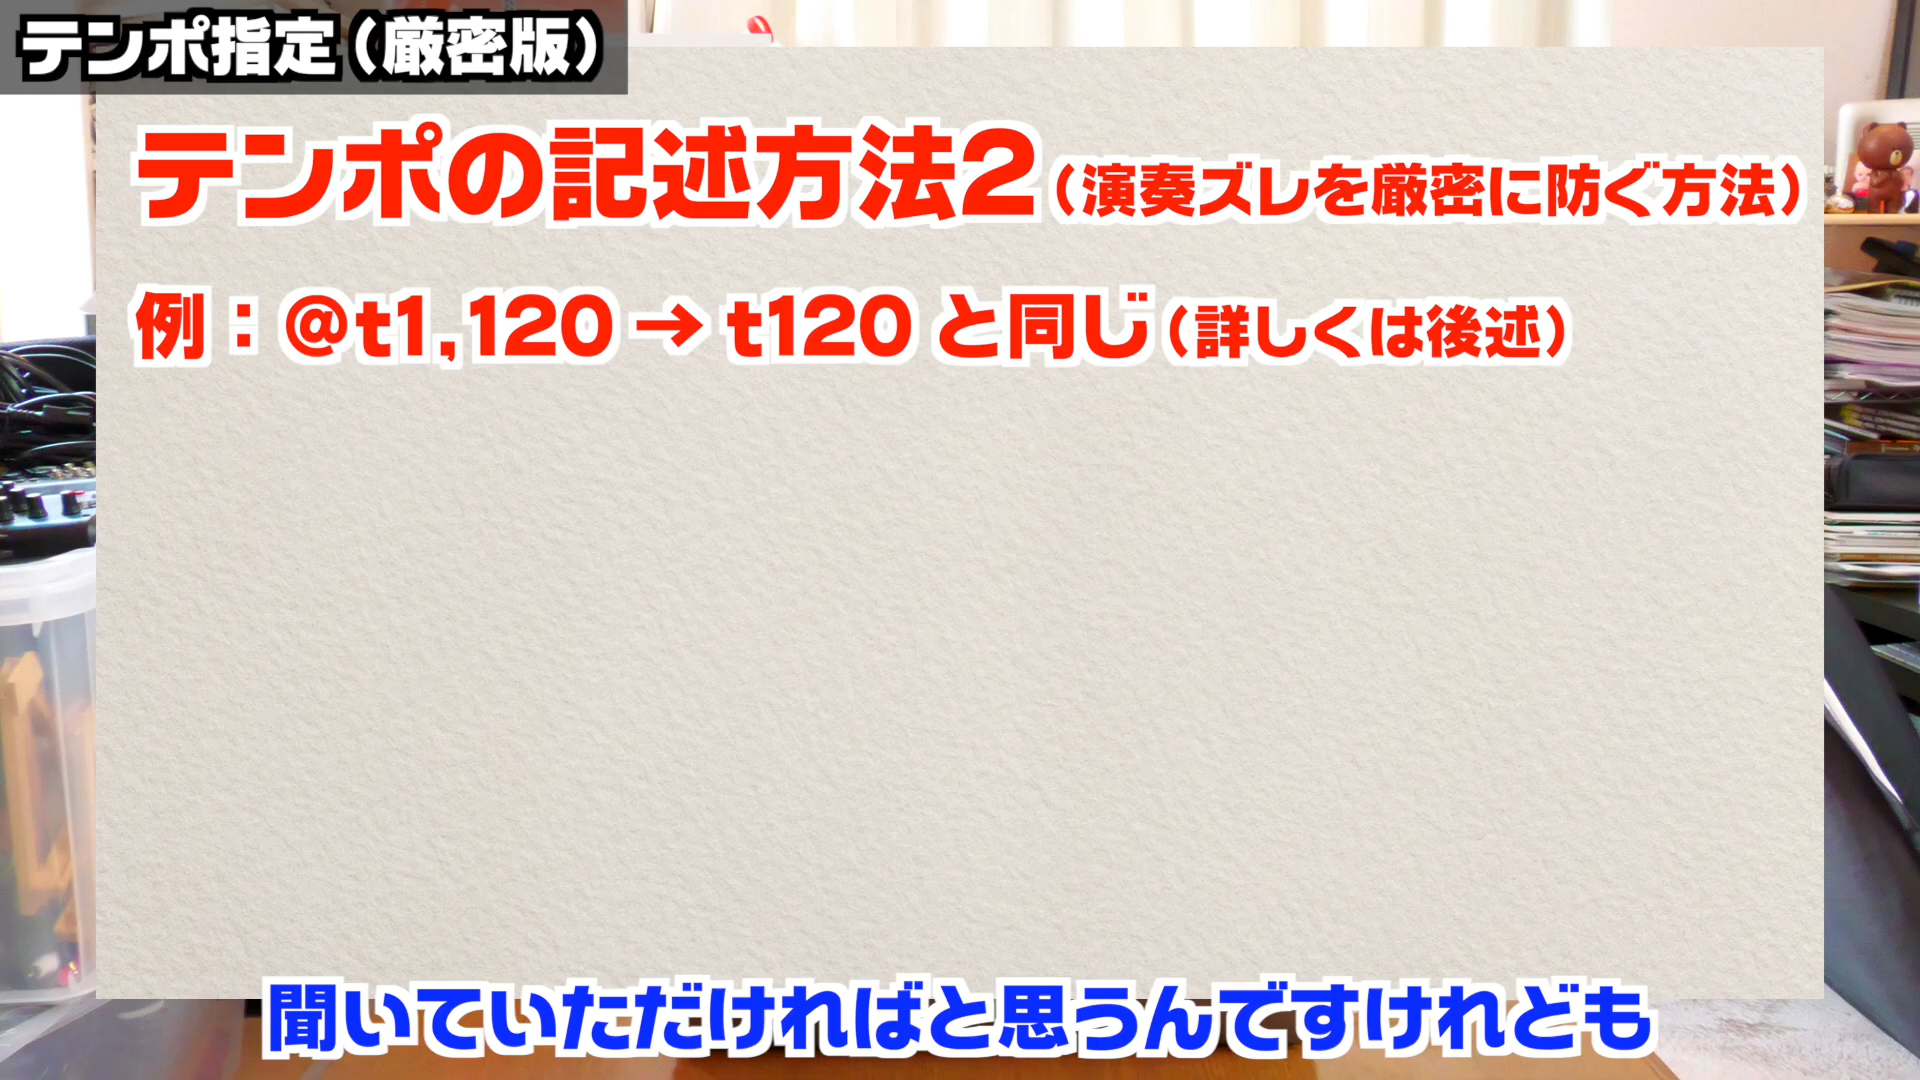 テンポ指定（厳密版）
テンポの記述方法2（演奏ズレを厳密に防ぐ方法）
例：@t1,120→t120 と同じ（詳しくは後述）
聞いていただければと思うんですけれども